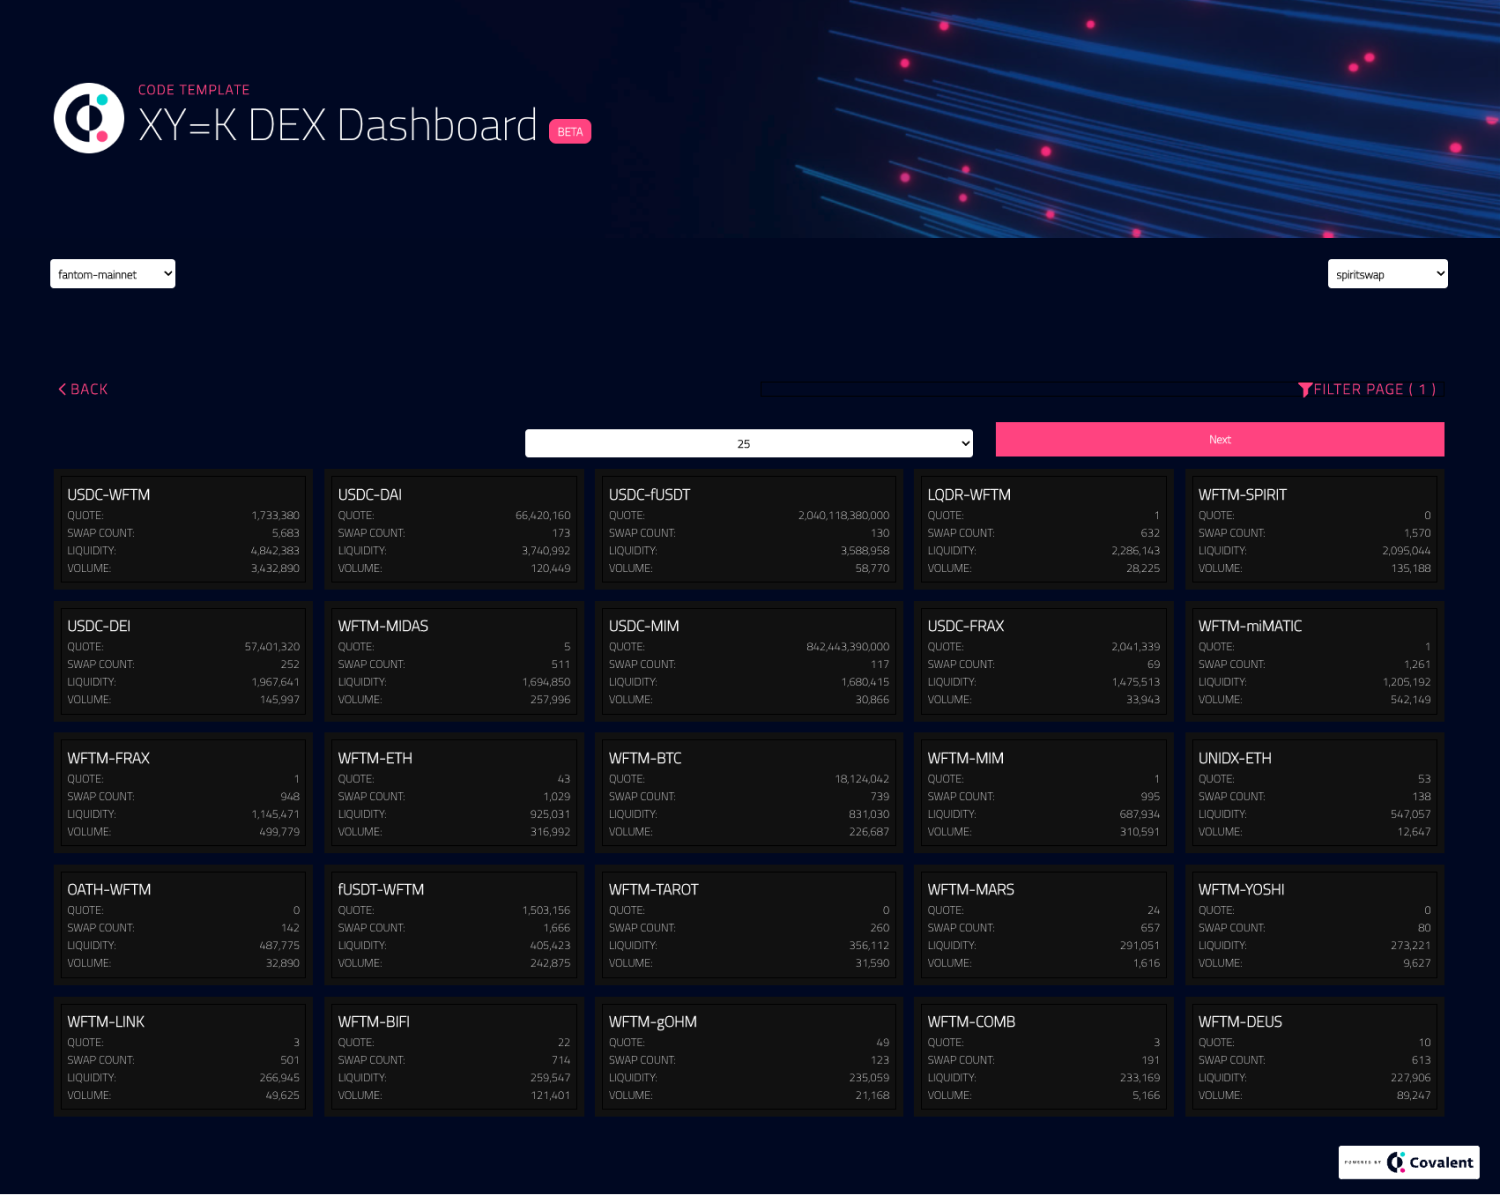 CODE TEMPLATE
XY=K DEX Dashboard BETA
fantom-mainnet spiritswap
BACK FILTER PAGE ( 1 )
25 Next
USDC-WFTM
QUOTE: 1,733,380
SWAP COUNT: 5,683
LIQUIDITY: 4,842,383
VOLUME: 3,432,890
USDC-DAI
QUOTE: 66,420,160
SWAP COUNT: 173
LIQUIDITY: 3,740,992
VOLUME: 120,449
USDC-fUSDT
QUOTE: 2,040,118,380,000
SWAP COUNT: 130
LIQUIDITY: 3,588,958
VOLUME: 58,770
LQDR-WFTM
QUOTE: 1
SWAP COUNT: 632
LIQUIDITY: 2,286,143
VOLUME: 28,225
WFTM-SPIRIT
QUOTE: 0
SWAP COUNT: 1,570
LIQUIDITY: 2,095,044
VOLUME: 135,188
USDC-DEI
QUOTE: 57,401,320
SWAP COUNT: 252
LIQUIDITY: 1,967,641
VOLUME: 145,997
WFTM-MIDAS
QUOTE: 5
SWAP COUNT: 511
LIQUIDITY: 1,694,850
VOLUME: 257,996
USDC-MIM
QUOTE: 842,443,390,000
SWAP COUNT: 117
LIQUIDITY: 1,680,415
VOLUME: 30,866
USDC-FRAX
QUOTE: 2,041,339
SWAP COUNT: 69
LIQUIDITY: 1,475,513
VOLUME: 33,943
WFTM-miMATIC
QUOTE: 1
SWAP COUNT: 1,261
LIQUIDITY: 1,205,192
VOLUME: 542,149
WFTM-FRAX
QUOTE: 1
SWAP COUNT: 948
LIQUIDITY: 1,145,471
VOLUME: 499,779
WFTM-ETH
QUOTE: 43
SWAP COUNT: 1,029
LIQUIDITY: 925,031
VOLUME: 316,992
WFTM-BTC
QUOTE: 18,124,042
SWAP COUNT: 739
LIQUIDITY: 831,030
VOLUME: 226,687
WFTM-MIM
QUOTE: 1
SWAP COUNT: 995
LIQUIDITY: 687,934
VOLUME: 310,591
UNIDX-ETH
QUOTE: 53
SWAP COUNT: 138
LIQUIDITY: 547,057
VOLUME: 12,647
OATH-WFTM
QUOTE: 0
SWAP COUNT: 142
LIQUIDITY: 487,775
VOLUME: 32,890
fUSDT-WFTM
QUOTE: 1,503,156
SWAP COUNT: 1,666
LIQUIDITY: 405,423
VOLUME: 242,875
WFTM-TAROT
QUOTE: 0
SWAP COUNT: 260
LIQUIDITY: 356,112
VOLUME: 31,590
WFTM-MARS
QUOTE: 24
SWAP COUNT: 657
LIQUIDITY: 291,051
VOLUME: 1,616
WFTM-YOSHI
QUOTE: 0
SWAP COUNT: 80
LIQUIDITY: 273,221
VOLUME: 9,627
WFTM-LINK
QUOTE: 3
SWAP COUNT: 501
LIQUIDITY: 266,945
VOLUME: 49,625
WFTM-BIFI
QUOTE: 22
SWAP COUNT: 714
LIQUIDITY: 259,547
VOLUME: 121,401
WFTM-gOHM
QUOTE: 49
SWAP COUNT: 123
LIQUIDITY: 235,059
VOLUME: 21,168
WFTM-COMB
QUOTE: 3
SWAP COUNT: 191
LIQUIDITY: 233,169
VOLUME: 5,166
WFTM-DEUS
QUOTE: 10
SWAP COUNT: 613
LIQUIDITY: 227,906
VOLUME: 89,247
POWERED BY Covalent